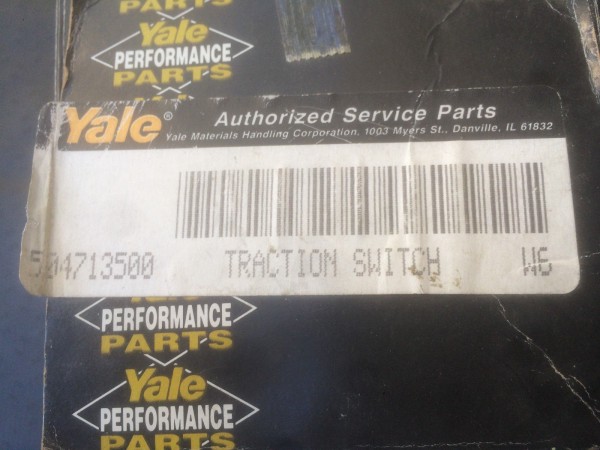 PARTS
Yale
PERFORMANCE
PARTS
Yale® Authorized Service Parts
Yale Materials Handling Corporation. 1003 Myers St., Danville, IL 61832
504713500 TRACTION SWITCH W6
PERFORMANCE
PARTS
Yale
PERFORMANCE
PARTS